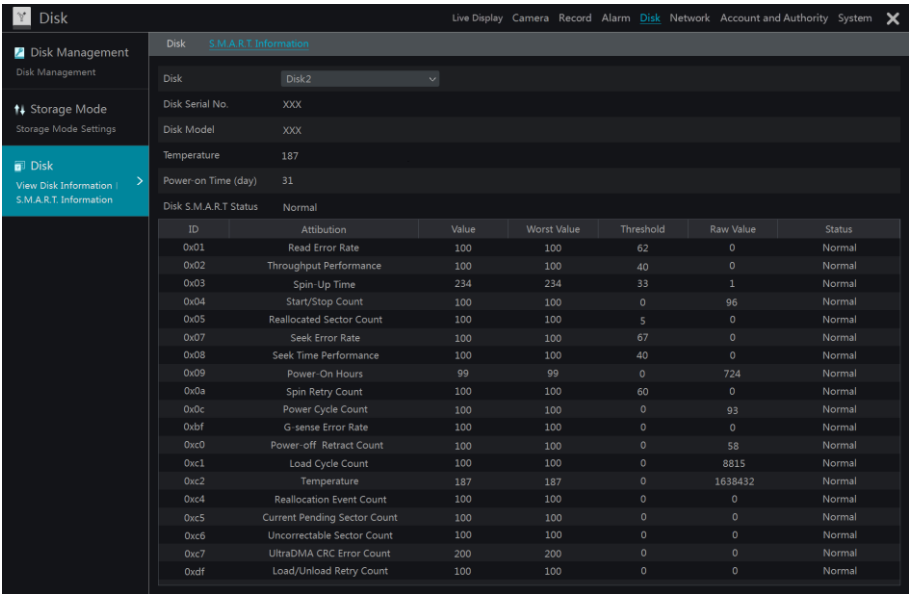 Disk Live Display Camera Record Alarm Disk Network Account and Authority System
Disk Management
Disk Management
Storage Mode
Storage Mode Settings
Disk
View Disk Information |
S.M.A.R.T. Information
Disk S.M.A.R.T Information
Disk Disk2
Disk Serial No. XXX
Disk Model XXX
Temperature 187
Power-on Time (day) 31
Disk S.M.A.R.T Status Normal
ID Attibution Value Worst Value Threshold Raw Value Status
0x01 Read Error Rate 100 100 62 0 Normal
0x02 Throughput Performance 100 100 40 0 Normal
0x03 Spin-Up Time 234 234 33 1 Normal
0x04 Start/Stop Count 100 100 0 96 Normal
0x05 Reallocated Sector Count 100 100 5 0 Normal
0x07 Seek Error Rate 100 100 67 0 Normal
0x08 Seek Time Performance 100 100 40 0 Normal
0x09 Power-On Hours 99 99 0 724 Normal
0x0a Spin Retry Count 100 100 60 0 Normal
0x0c Power Cycle Count 100 100 0 93 Normal
0xbf G-sense Error Rate 100 100 0 0 Normal
0xc0 Power-off Retract Count 100 100 0 58 Normal
0xc1 Load Cycle Count 100 100 0 8815 Normal
0xc2 Temperature 187 187 0 1638432 Normal
0xc4 Reallocation Event Count 100 100 0 0 Normal
0xc5 Current Pending Sector Count 100 100 0 0 Normal
0xc6 Uncorrectable Sector Count 100 100 0 0 Normal
0xc7 UltraDMA CRC Error Count 200 200 0 0 Normal
0xdf Load/Unload Retry Count 100 100 0 0 Normal